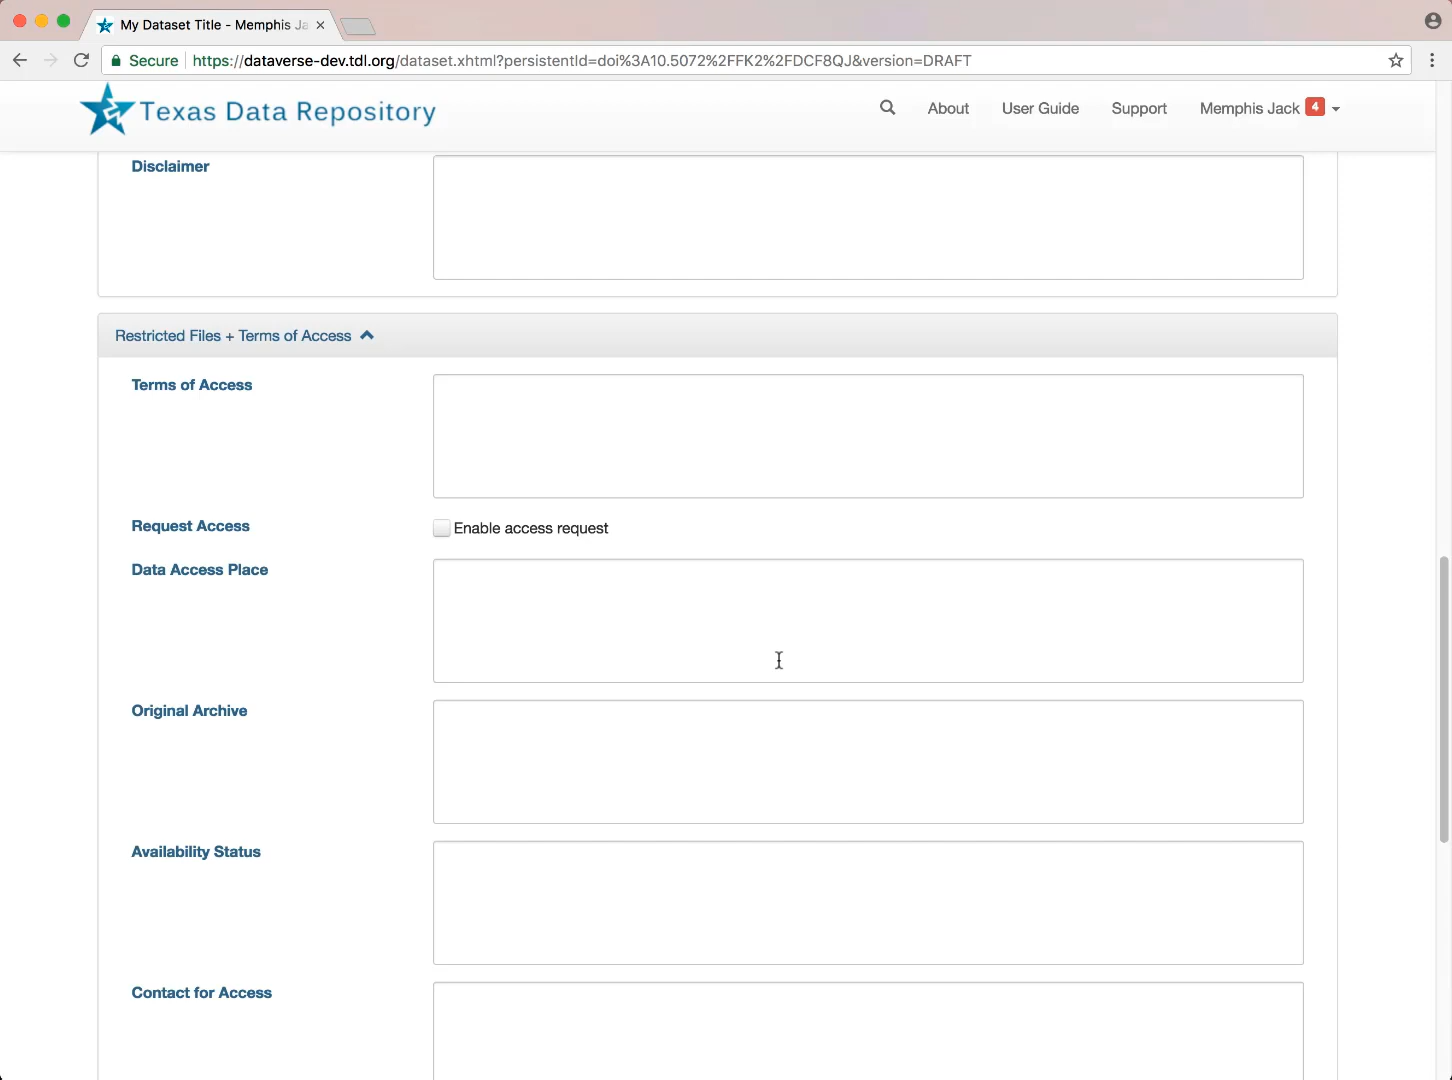 My Dataset Title - Memphis Ja
Secure https://dataverse-dev.tdl.org/dataset.xhtml?persistentId=doi%3A10.5072%2FFK2%2FDCF8QJ&version=DRAFT
Texas Data Repository
About User Guide Support Memphis Jack 4
Disclaimer
Restricted Files + Terms of Access
Terms of Access
Request Access Enable access request
Data Access Place
Original Archive
Availability Status
Contact for Access